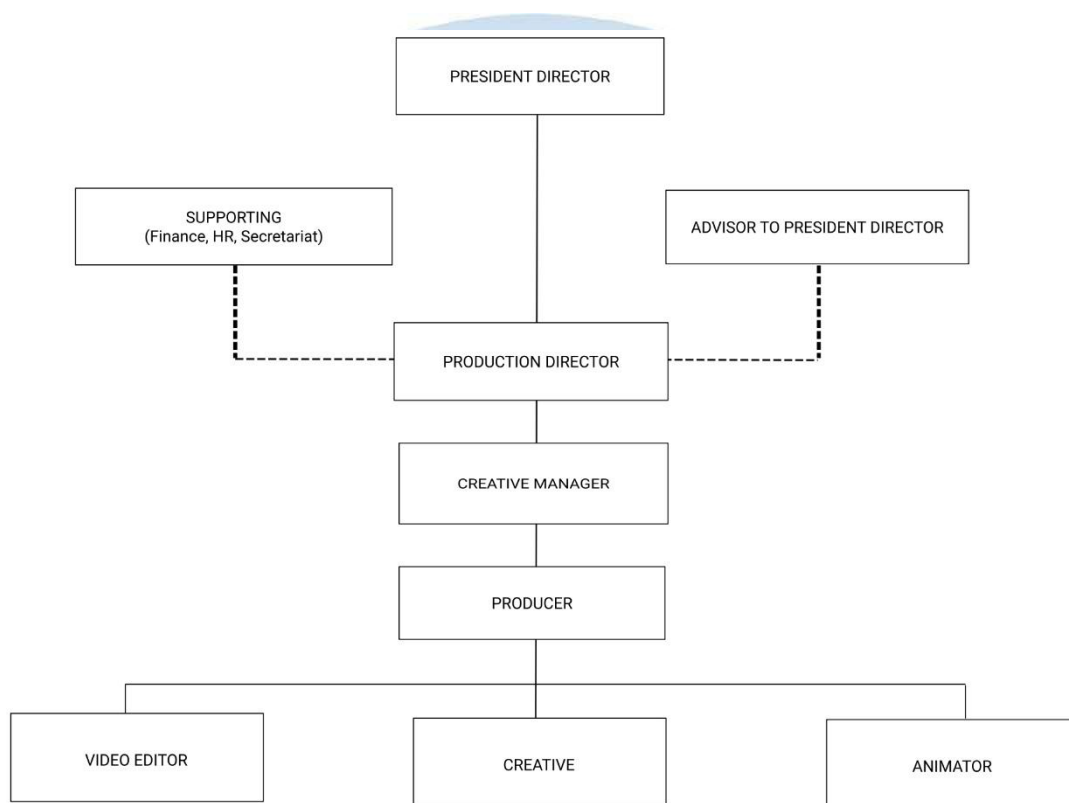 PRESIDENT DIRECTOR
SUPPORTING
(Finance, HR, Secretariat)
ADVISOR TO PRESIDENT DIRECTOR
PRODUCTION DIRECTOR
CREATIVE MANAGER
PRODUCER
VIDEO EDITOR
CREATIVE
ANIMATOR